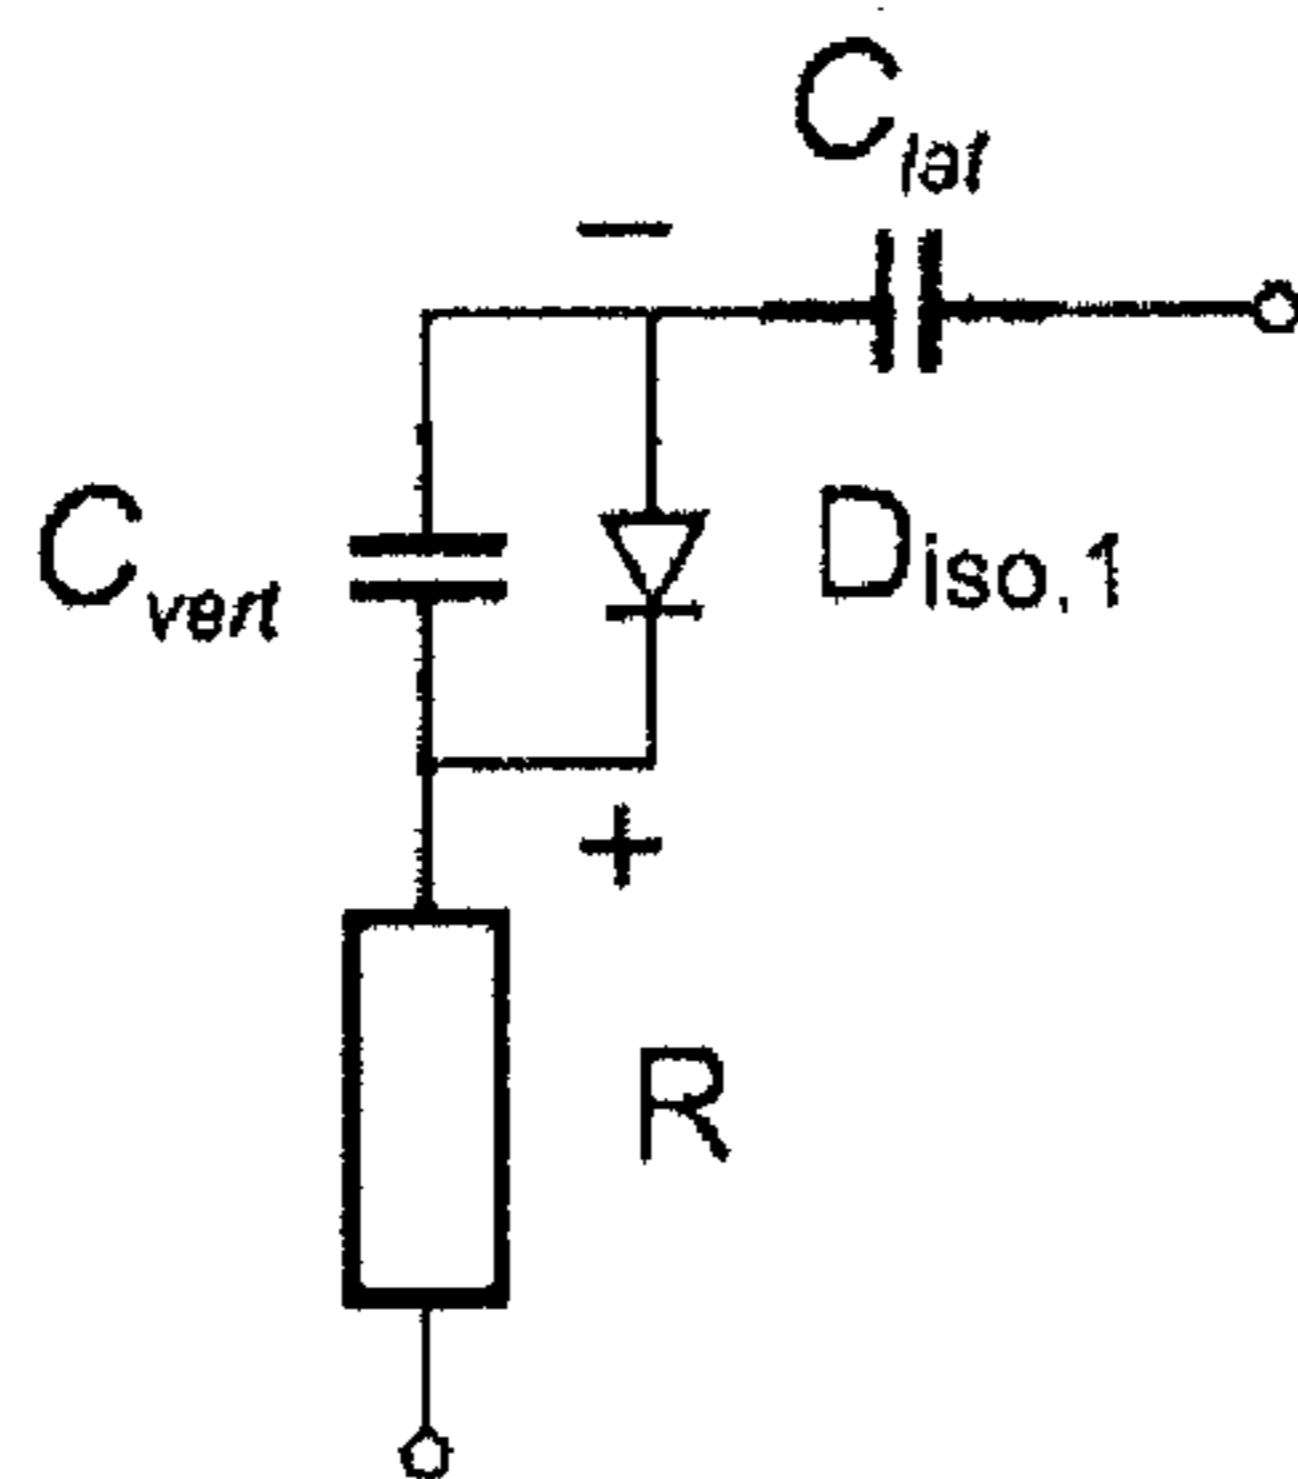 C_lat
−
C_vert
D_iso,1
+
R